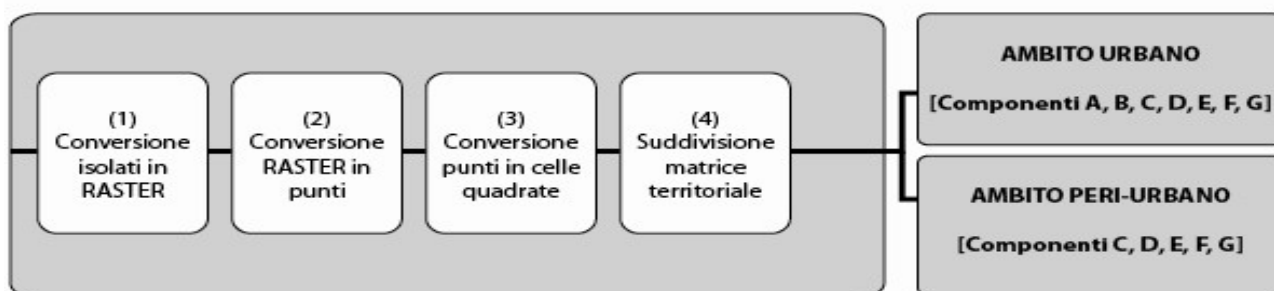 (1)
Conversione
isolati in
RASTER
(2)
Conversione
RASTER in
punti
(3)
Conversione
punti in celle
quadrate
(4)
Suddivisione
matrice
territoriale
AMBITO URBANO
[Componenti A, B, C, D, E, F, G]
AMBITO PERI-URBANO
[Componenti C, D, E, F, G]